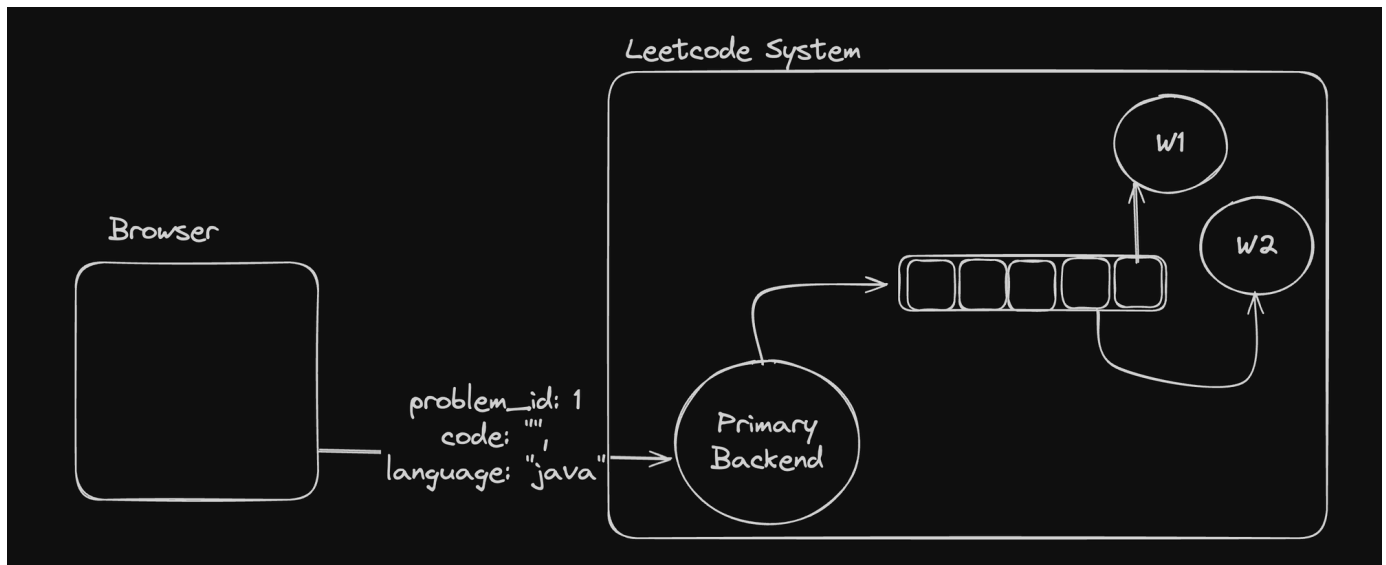 Leetcode System
W1
W2
Browser
problem_id: 1
code: "",
language: "java"
Primary
Backend